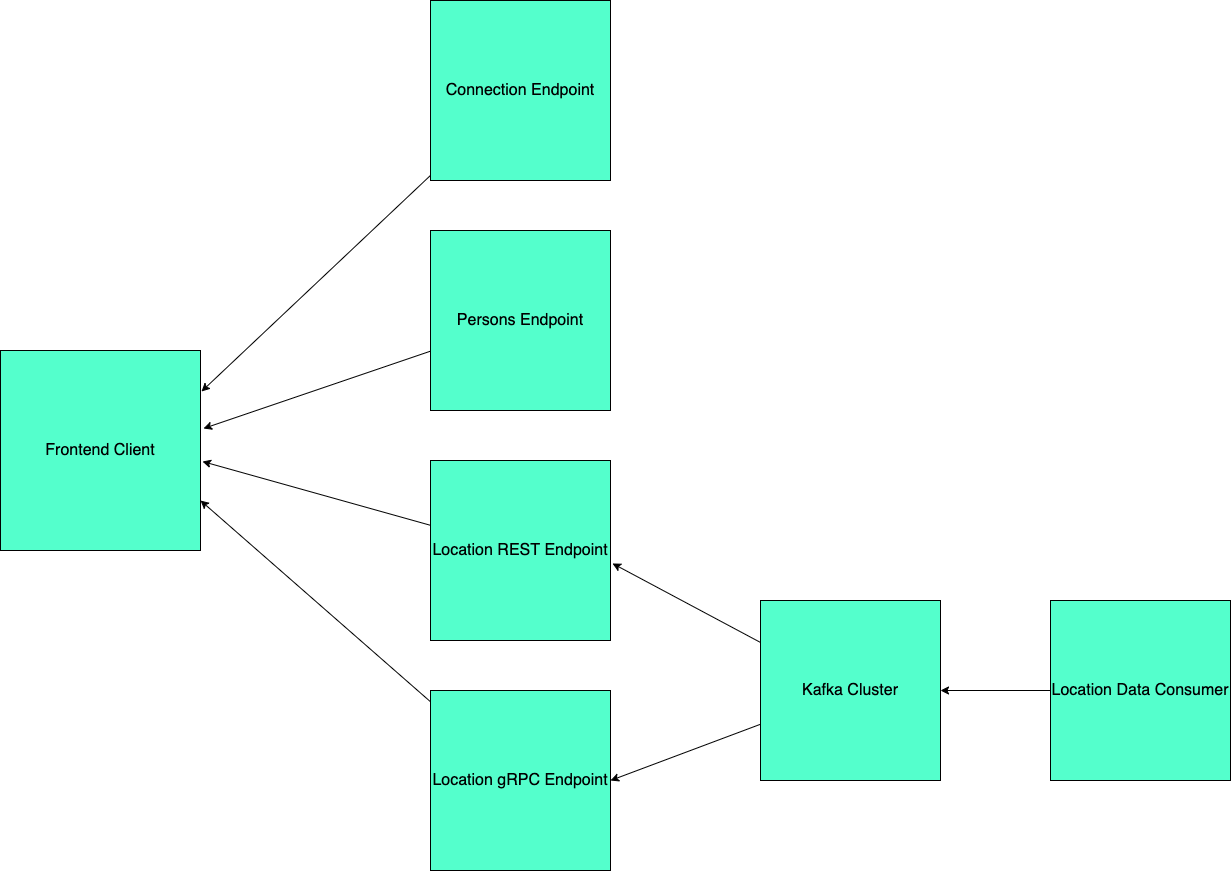 Connection Endpoint
Persons Endpoint
Frontend Client
Location REST Endpoint
Kafka Cluster
Location Data Consumer
Location gRPC Endpoint